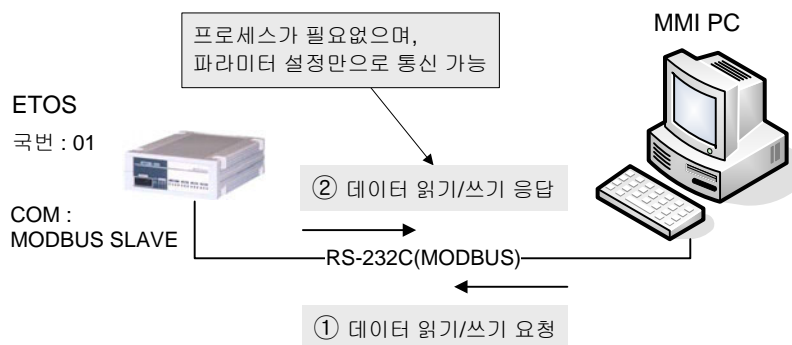 프로세스가 필요없으며,
파라미터 설정만으로 통신 가능
MMI PC
ETOS
국번 : 01
② 데이터 읽기/쓰기 응답
COM :
MODBUS SLAVE
RS-232C(MODBUS)
① 데이터 읽기/쓰기 요청